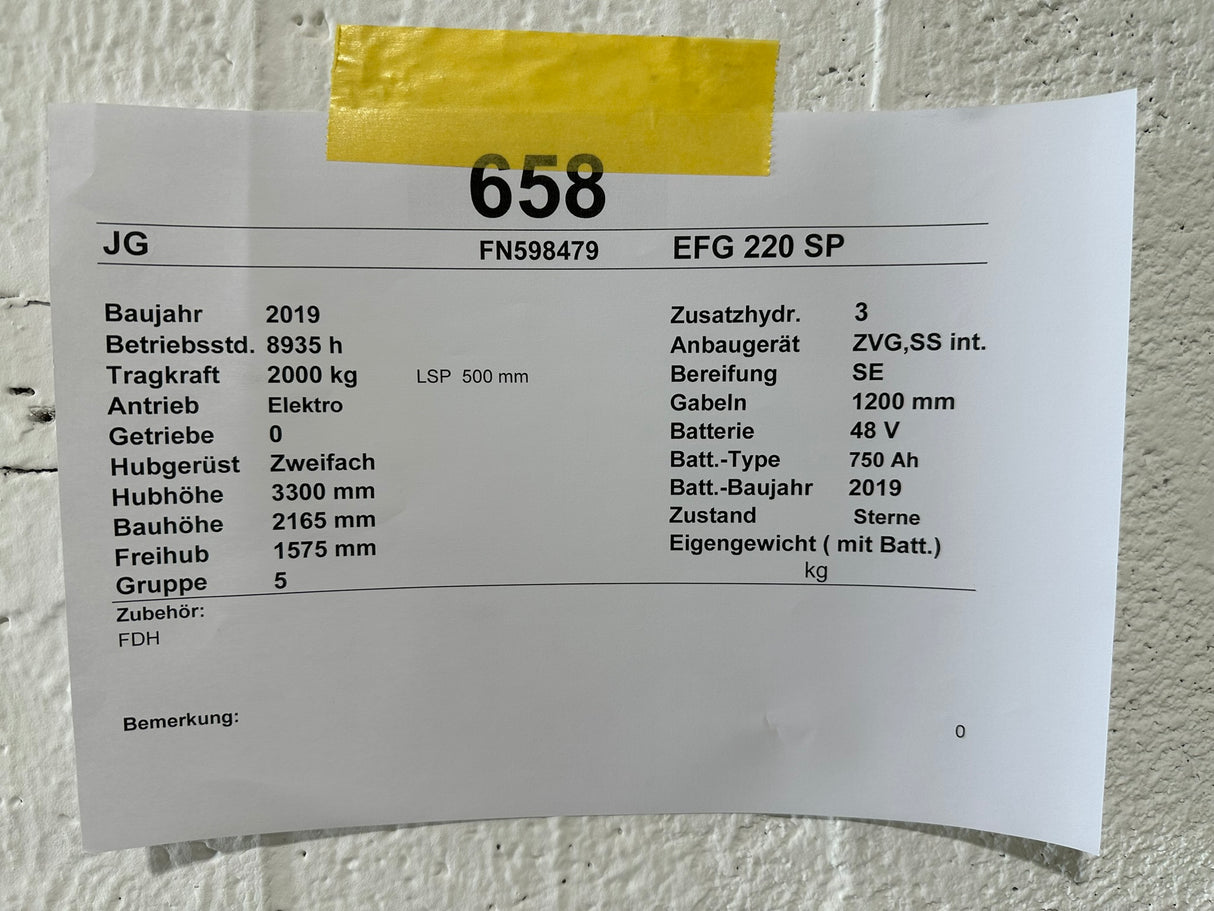 658
JG FN598479 EFG 220 SP
Baujahr 2019
Betriebsstd. 8935 h
Tragkraft 2000 kg LSP 500 mm
Antrieb Elektro
Getriebe 0
Hubgerüst Zweifach
Hubhöhe 3300 mm
Bauhöhe 2165 mm
Freihub 1575 mm
Gruppe 5
Zusatzhydr. 3
Anbaugerät ZVG,SS int.
Bereifung SE
Gabeln 1200 mm
Batterie 48 V
Batt.-Type 750 Ah
Batt.-Baujahr 2019
Zustand Sterne
Eigengewicht ( mit Batt.)
kg
Zubehör:
FDH
Bemerkung:
0